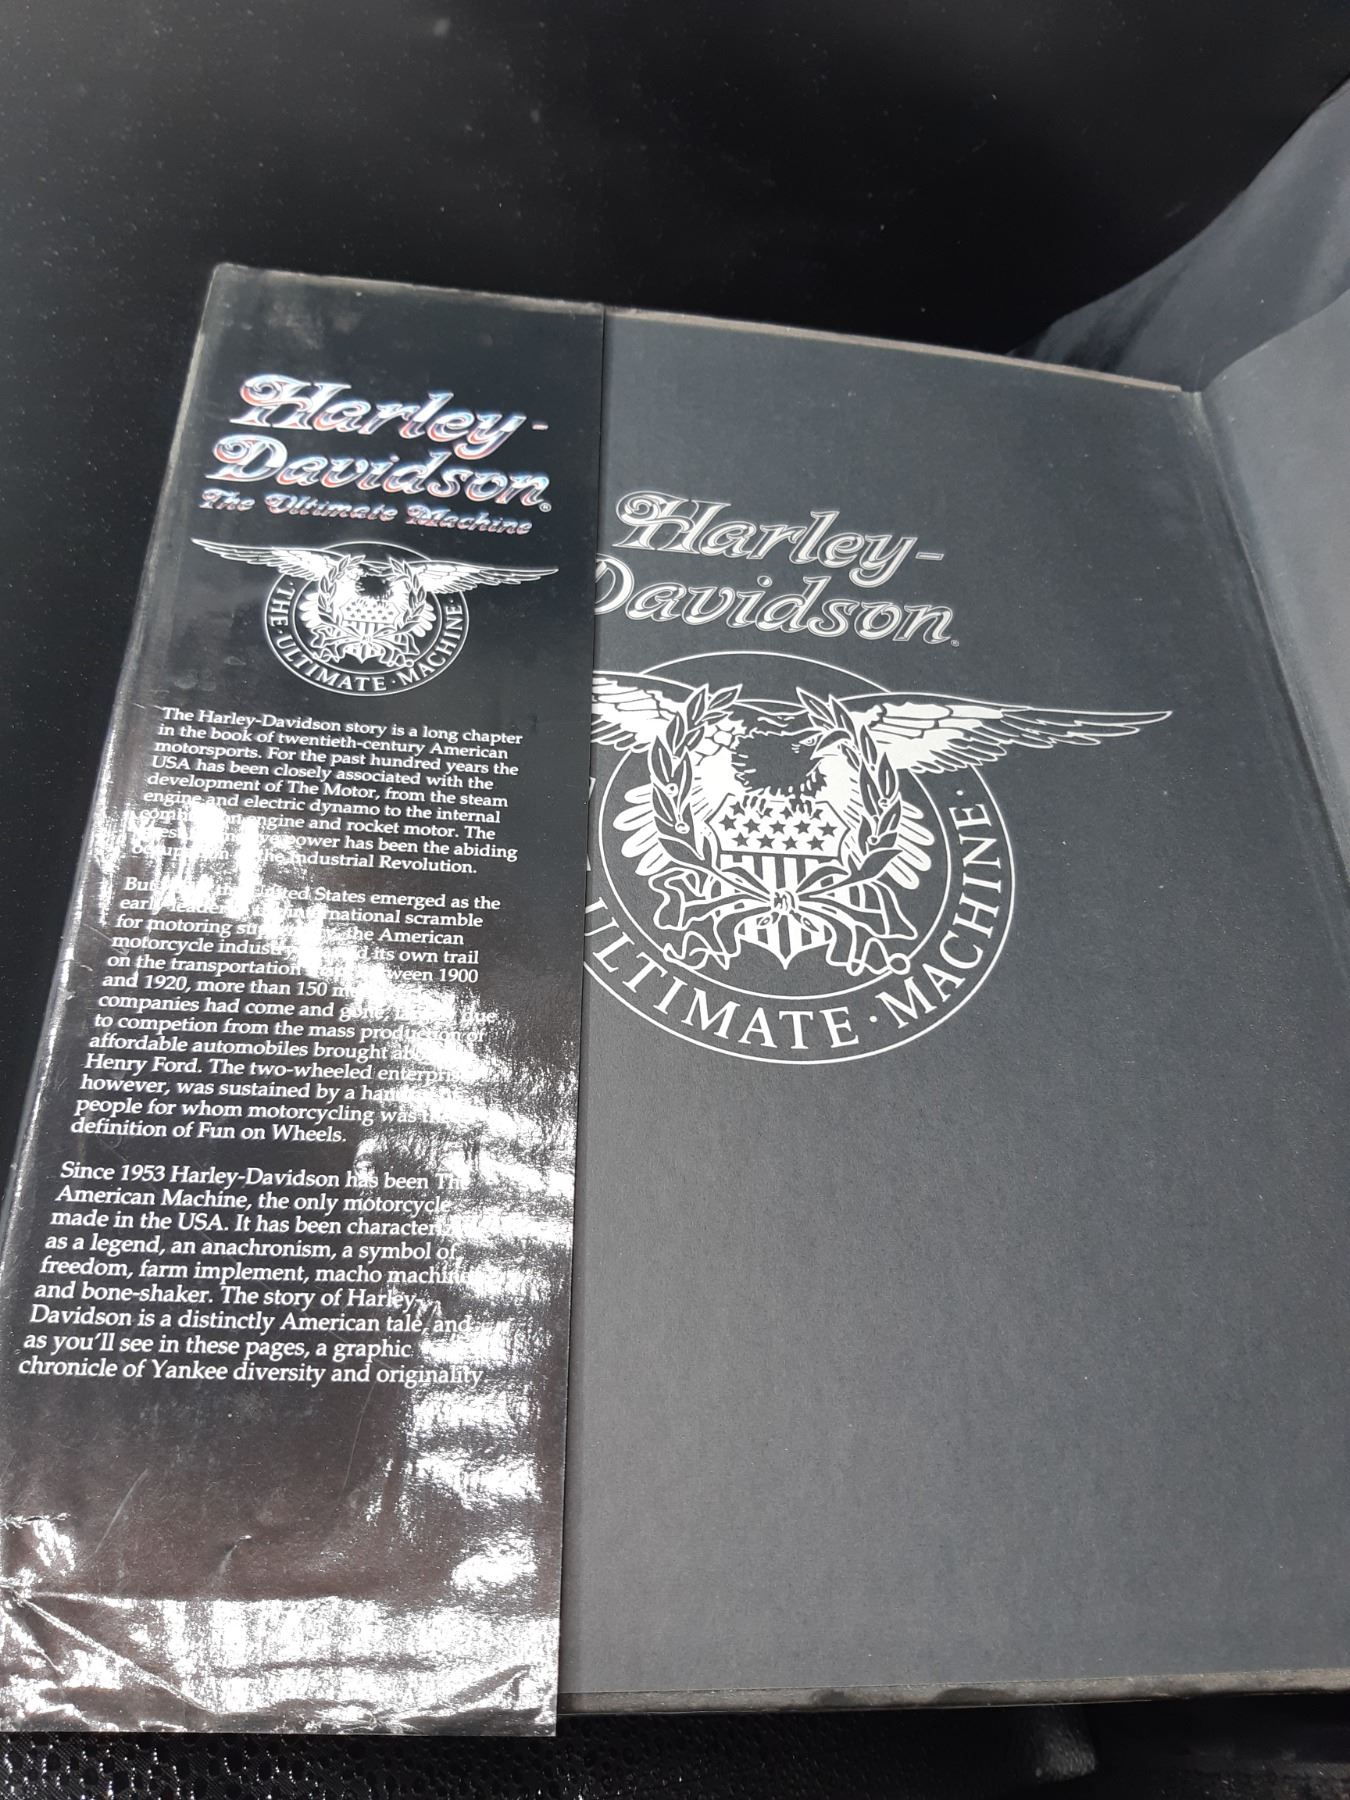 Harley-
Davidson®
The Ultimate Machine
· THE · ULTIMATE · MACHINE ·
The Harley-Davidson story is a long chapter
in the book of twentieth-century American
motorsports. For the past hundred years the
USA has been closely associated with the
development of The Motor, from the steam
engine and electric dynamo to the internal
engine and rocket motor. The
power has been the abiding
the Industrial Revolution.
But United States emerged as the
early leader international scramble
for motoring the American
motorcycle its own trail
on the transportation between 1900
and 1920, more than 150
companies had come and gone, due
to competion from the mass production of
affordable automobiles brought
Henry Ford. The two-wheeled
however, was sustained by a
people for whom motorcycling was
definition of Fun on Wheels.
Since 1953 Harley-Davidson has been The
American Machine, the only motorcycle
made in the USA. It has been
as a legend, an anachronism, a symbol of
freedom, farm implement, macho machine
and bone-shaker. The story of Harley-
Davidson is a distinctly American tale, and
as you'll see in these pages, a graphic
chronicle of Yankee diversity and originality
Harley-
Davidson
ULTIMATE · MACHINE ·